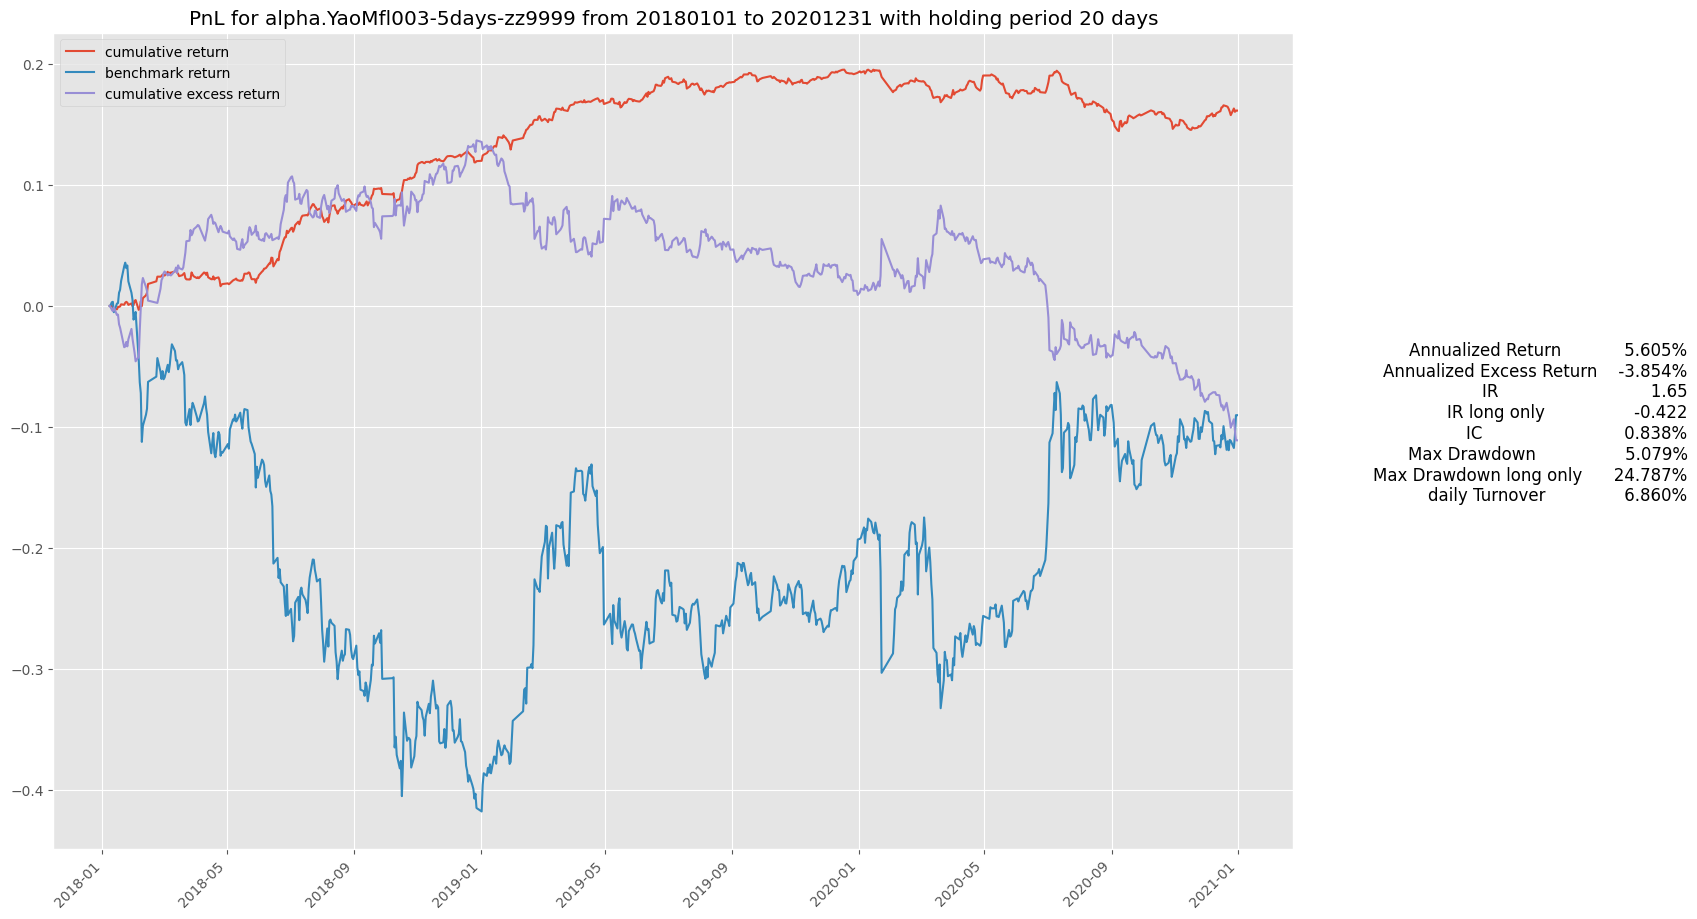 PnL for alpha.YaoMfl003-5days-zz9999 from 20180101 to 20201231 with holding period 20 days
cumulative return
benchmark return
cumulative excess return
0.2
0.1
0.0
−0.1
−0.2
−0.3
−0.4
2018-01
2018-05
2018-09
2019-01
2019-05
2019-09
2020-01
2020-05
2020-09
2021-01
Annualized Return 5.605%
Annualized Excess Return -3.854%
IR 1.65
IR long only -0.422
IC 0.838%
Max Drawdown 5.079%
Max Drawdown long only 24.787%
daily Turnover 6.860%